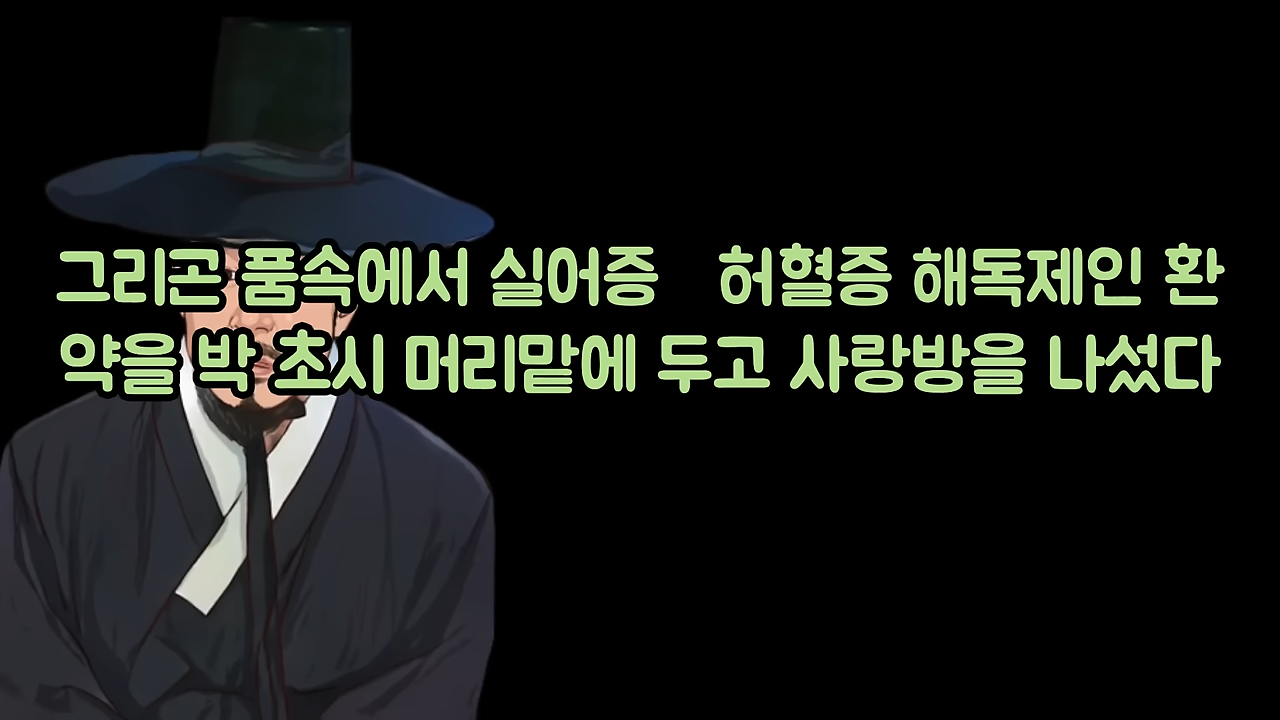 그리곤 품속에서 실어증 허혈증 해독제인 환
약을 박 초시 머리맡에 두고 사랑방을 나섰다